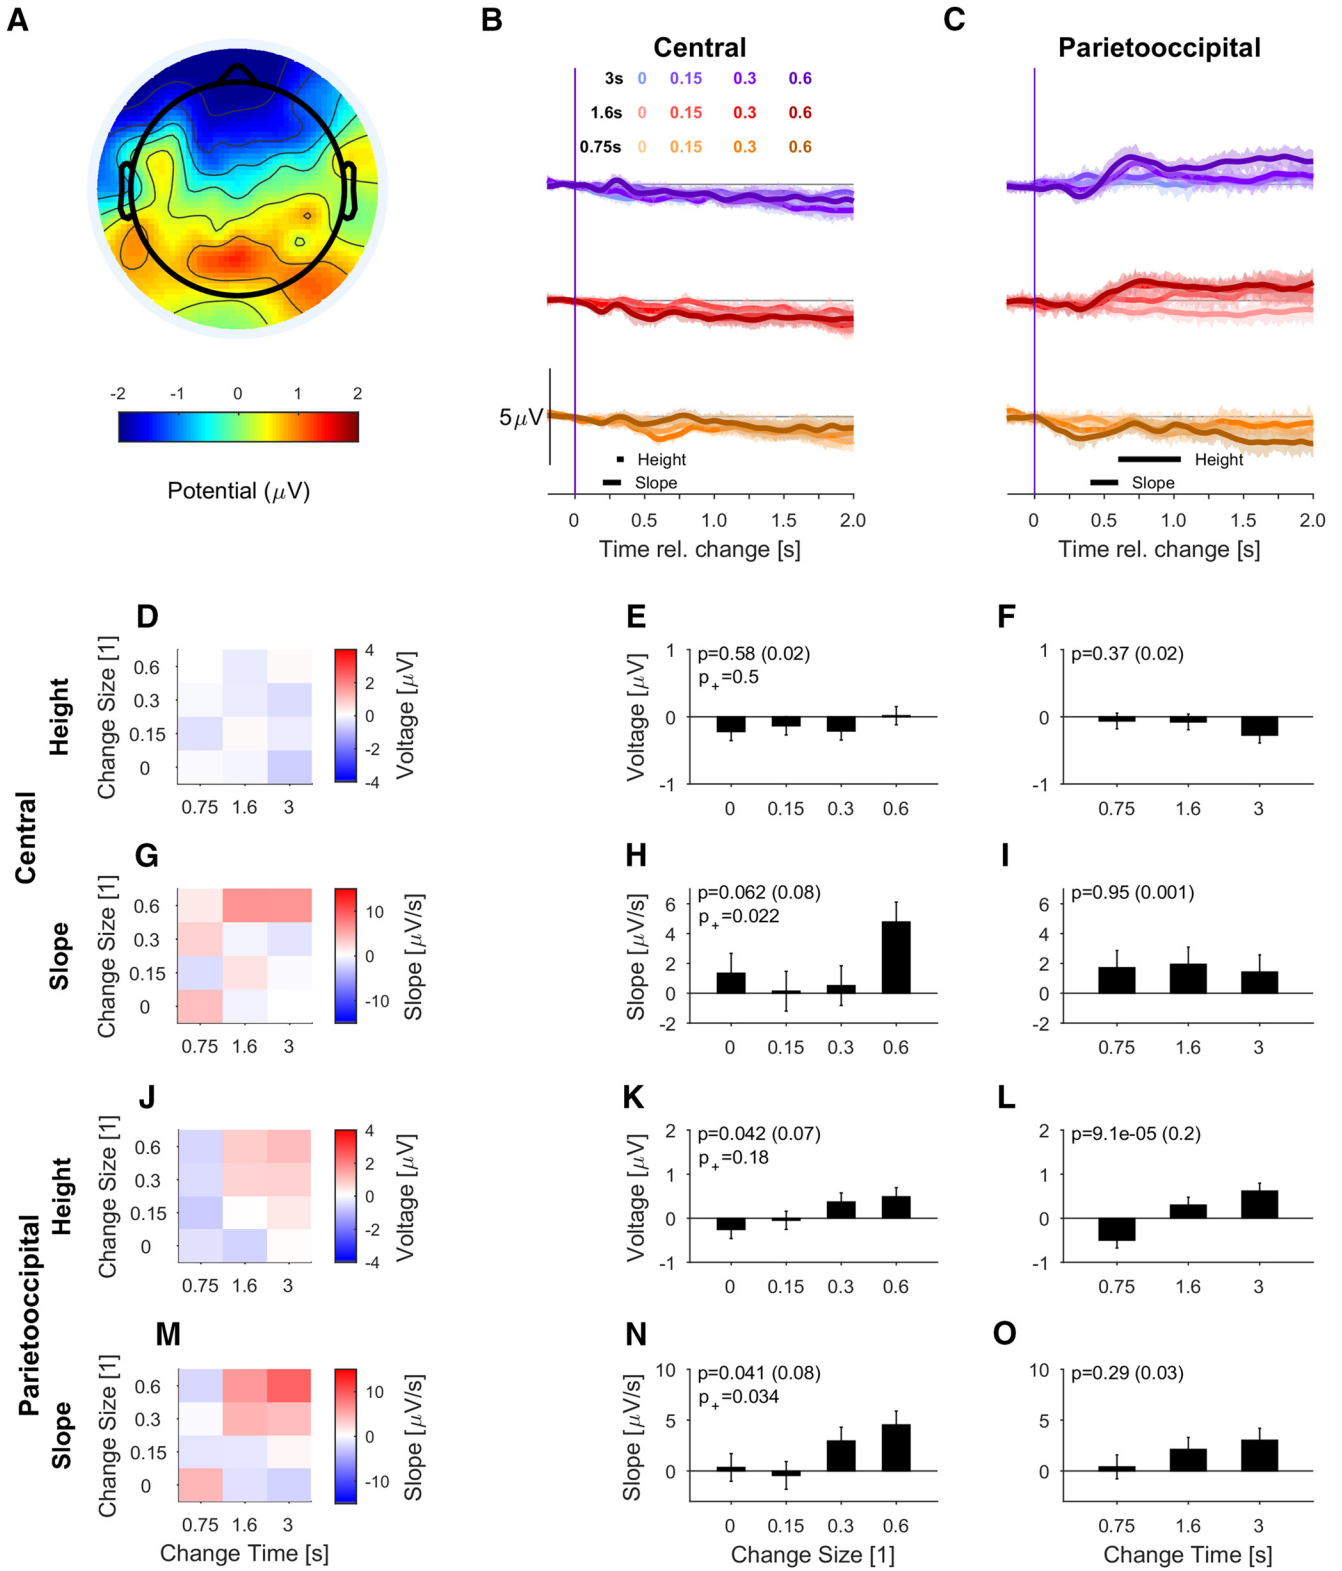 A
B
C
Central
Parietooccipital
3s 0 0.15 0.3 0.6
1.6s 0 0.15 0.3 0.6
0.75s 0 0.15 0.3 0.6
-2 -1 0 1 2
Potential (μV)
5μV
Height
Slope
0 0.5 1.0 1.5 2.0
Time rel. change [s]
Height
Slope
0 0.5 1.0 1.5 2.0
Time rel. change [s]
Central
Height
D
Change Size [1]
0.6
0.3
0.15
0
0.75 1.6 3
4
2
0
-2
-4
Voltage [μV]
E
Voltage [μV]
1
0
-1
p=0.58 (0.02)
p+=0.5
0 0.15 0.3 0.6
F
1
0
-1
p=0.37 (0.02)
0.75 1.6 3
Slope
G
Change Size [1]
0.6
0.3
0.15
0
0.75 1.6 3
10
0
-10
Slope [μV/s]
H
Slope [μV/s]
6
4
2
0
-2
p=0.062 (0.08)
p+=0.022
0 0.15 0.3 0.6
I
6
4
2
0
-2
p=0.95 (0.001)
0.75 1.6 3
Parietooccipital
Height
J
Change Size [1]
0.6
0.3
0.15
0
0.75 1.6 3
4
2
0
-2
-4
Voltage [μV]
K
Voltage [μV]
2
1
0
-1
p=0.042 (0.07)
p+=0.18
0 0.15 0.3 0.6
L
2
1
0
-1
p=9.1e-05 (0.2)
0.75 1.6 3
Slope
M
Change Size [1]
0.6
0.3
0.15
0
0.75 1.6 3
Change Time [s]
10
0
-10
Slope [μV/s]
N
Slope [μV/s]
10
5
0
p=0.041 (0.08)
p+=0.034
0 0.15 0.3 0.6
Change Size [1]
O
10
5
0
p=0.29 (0.03)
0.75 1.6 3
Change Time [s]